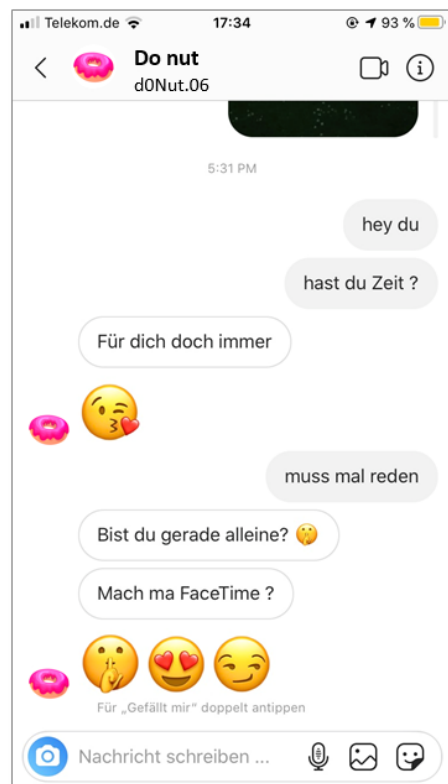 Telekom.de 17:34 93 %
Do nut
d0Nut.06
5:31 PM
hey du
hast du Zeit ?
Für dich doch immer
😘
muss mal reden
Bist du gerade alleine? 🤫
Mach ma FaceTime ?
🤫😍😏
Für „Gefällt mir“ doppelt antippen
Nachricht schreiben ...